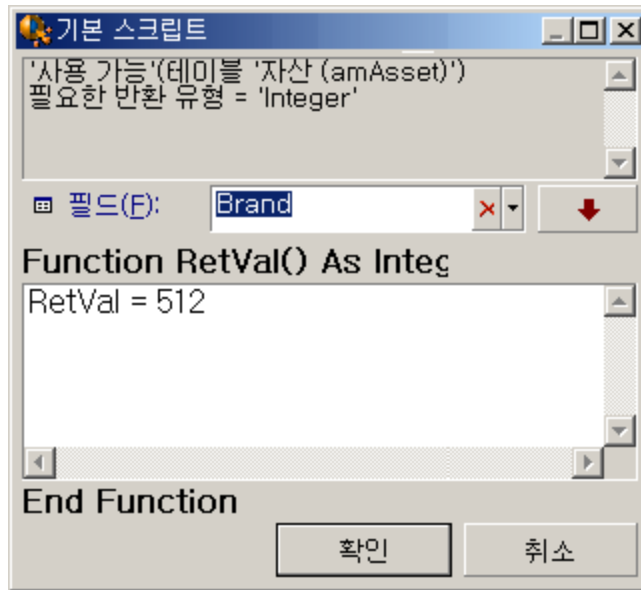 기본 스크립트
'사용 가능'(테이블 '자산 (amAsset)')
필요한 반환 유형 = 'Integer'
필드(F): Brand
Function RetVal() As Integ
RetVal = 512
End Function
확인 취소